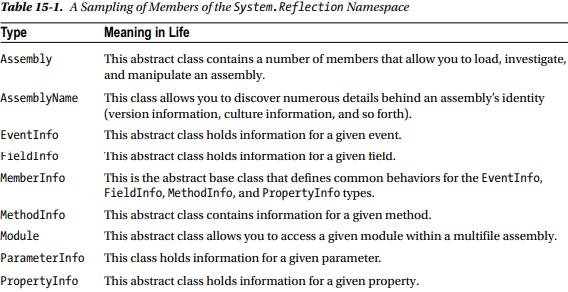 Table 15-1. A Sampling of Members of the System.Reflection Namespace
Type Meaning in Life
Assembly This abstract class contains a number of members that allow you to load, investigate,
and manipulate an assembly.
AssemblyName This class allows you to discover numerous details behind an assembly's identity
(version information, culture information, and so forth).
EventInfo This abstract class holds information for a given event.
FieldInfo This abstract class holds information for a given field.
MemberInfo This is the abstract base class that defines common behaviors for the EventInfo,
FieldInfo, MethodInfo, and PropertyInfo types.
MethodInfo This abstract class contains information for a given method.
Module This abstract class allows you to access a given module within a multifile assembly.
ParameterInfo This class holds information for a given parameter.
PropertyInfo This abstract class holds information for a given property.